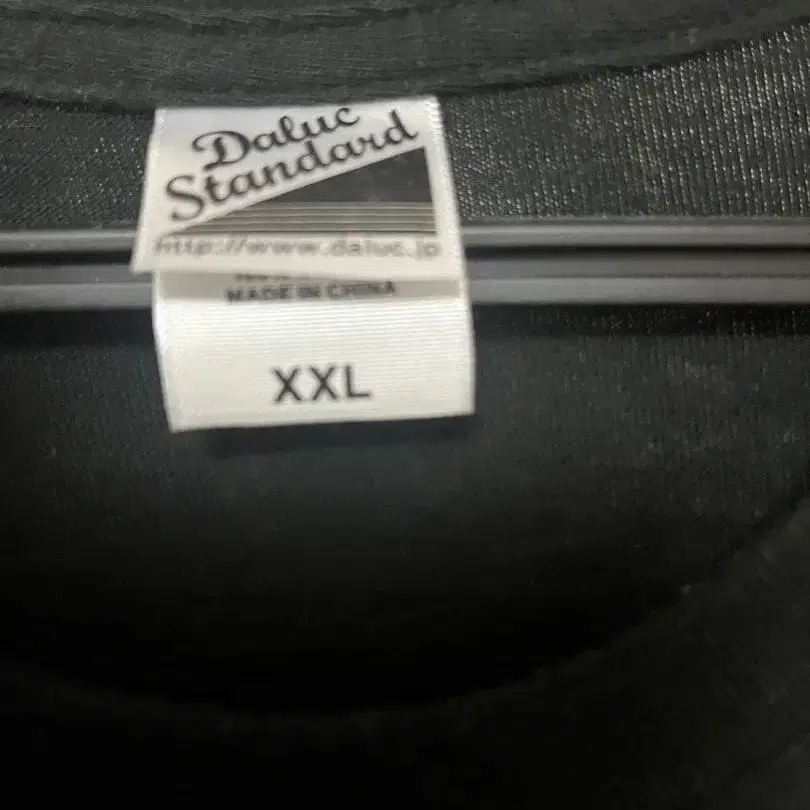 Daluc
Standard
http://www.daluc.jp
MADE IN CHINA
XXL